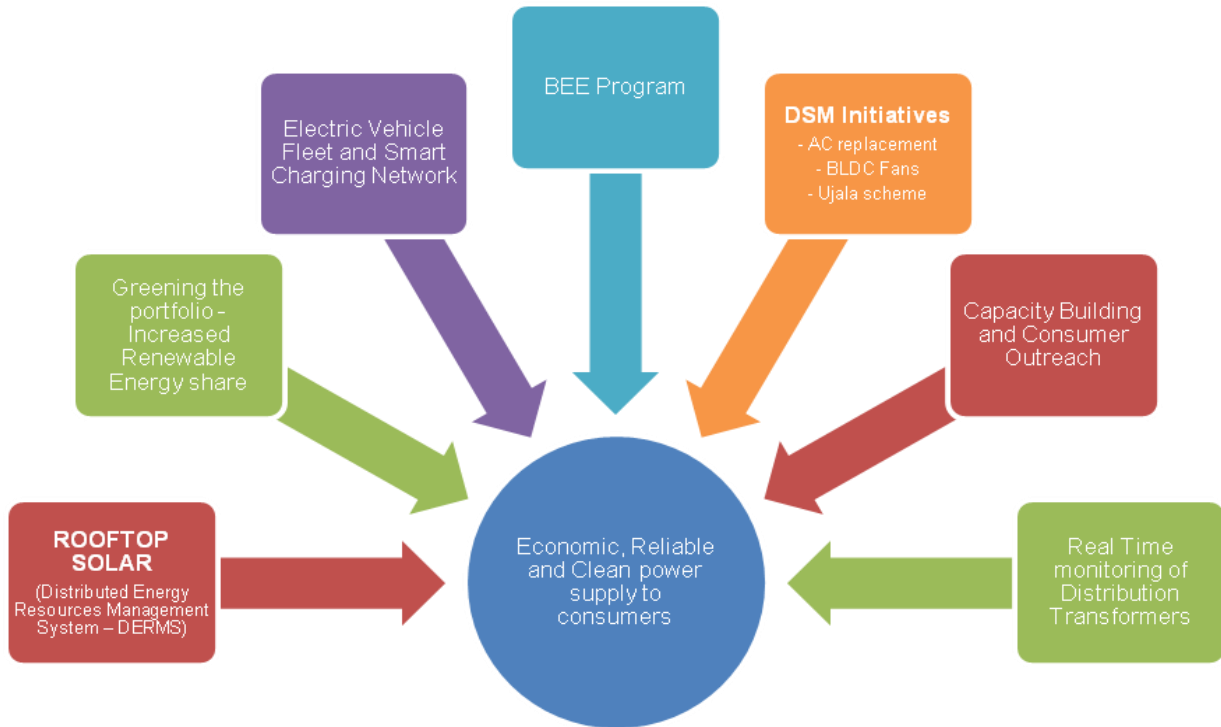 BEE Program
Electric Vehicle
Fleet and Smart
Charging Network
DSM Initiatives
- AC replacement
- BLDC Fans
- Ujala scheme
Greening the
portfolio -
Increased
Renewable
Energy share
Capacity Building
and Consumer
Outreach
ROOFTOP
SOLAR
(Distributed Energy
Resources Management
System – DERMS)
Economic, Reliable
and Clean power
supply to
consumers
Real Time
monitoring of
Distribution
Transformers